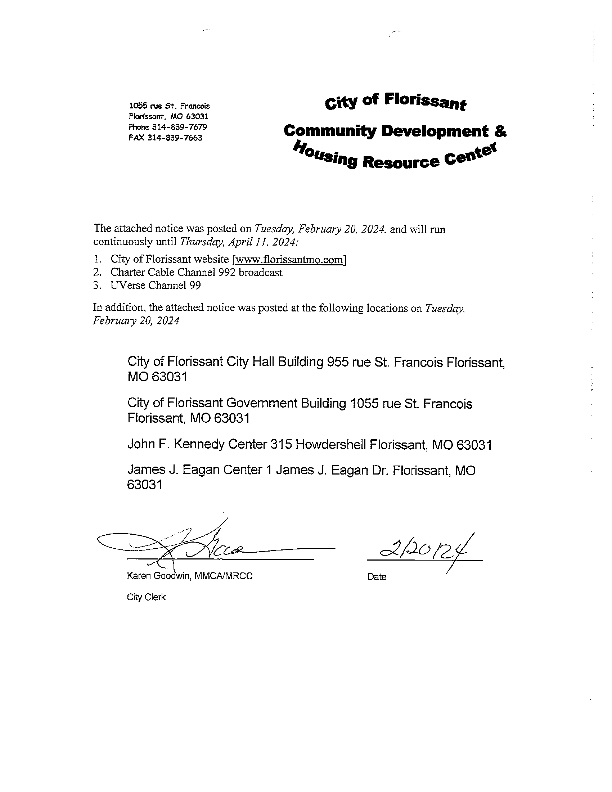 1055 rue St. Francois
Florissant, MO 63031
Phone 314-839-7679
FAX 314-839-7663
City of Florissant
Community Development &
Housing Resource Center
The attached notice was posted on Tuesday, February 20, 2024, and will run
continuously until Thursday, April 11, 2024:
1. City of Florissant website [www.florissantmo.com]
2. Charter Cable Channel 992 broadcast
3. UVerse Channel 99
In addition, the attached notice was posted at the following locations on Tuesday,
February 20, 2024
City of Florissant City Hall Building 955 rue St. Francois Florissant,
MO 63031
City of Florissant Government Building 1055 rue St. Francois
Florissant, MO 63031
John F. Kennedy Center 315 Howdershell Florissant, MO 63031
James J. Eagan Center 1 James J. Eagan Dr. Florissant, MO
63031
2/20/24
Karen Goodwin, MMCA/MRCC
Date
City Clerk